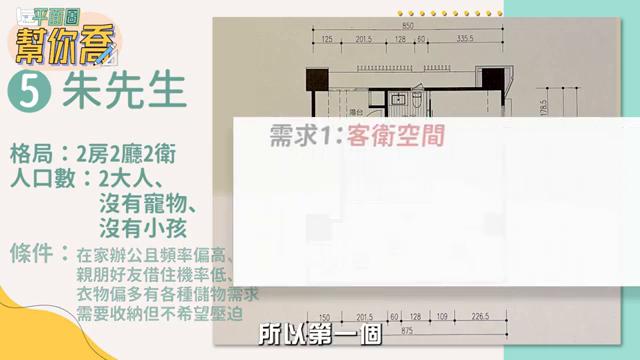 平面圖
幫你喬
5 朱先生
格局：2房2廳2衛
人口數：2大人、
沒有寵物、
沒有小孩
條件：在家辦公且頻率偏高、
親朋好友借住機率低、
衣物偏多有各種儲物需求
需要收納但不希望壓迫
850
125 201.5 128 60 335.5
陽台
178.5
需求1：客衛空間
150 201.5 60 128 109 226.5
875
所以第一個